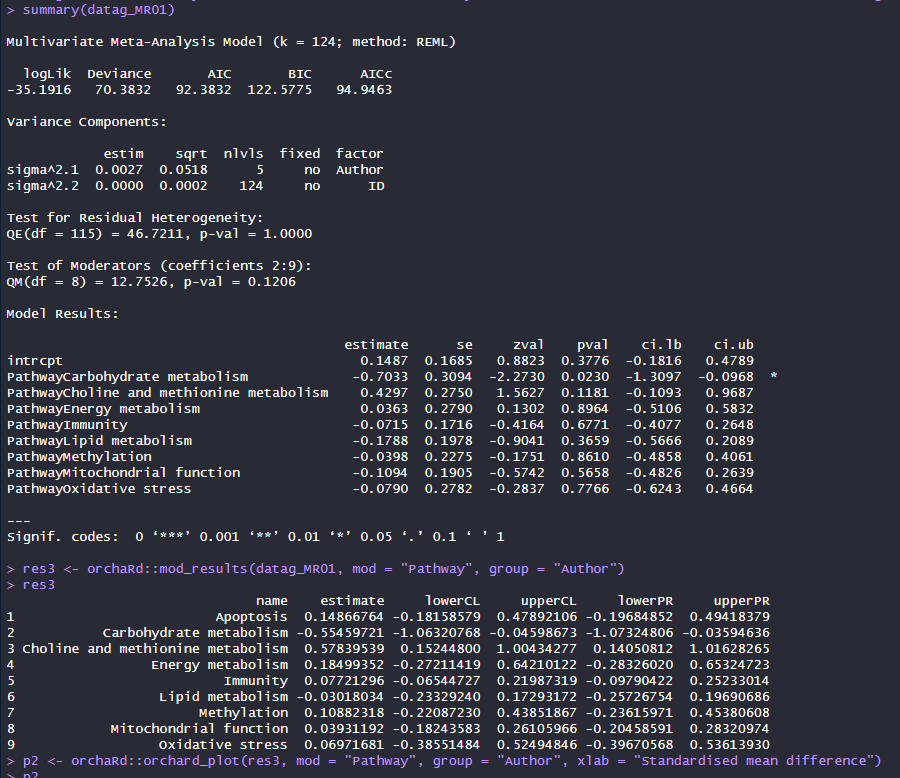 > summary(datag_MR01)
Multivariate Meta-Analysis Model (k = 124; method: REML)
logLik Deviance AIC BIC AICc
-35.1916 70.3832 92.3832 122.5775 94.9463
Variance Components:
estim sqrt nlvls fixed factor
sigma^2.1 0.0027 0.0518 5 no Author
sigma^2.2 0.0000 0.0002 124 no ID
Test for Residual Heterogeneity:
QE(df = 115) = 46.7211, p-val = 1.0000
Test of Moderators (coefficients 2:9):
QM(df = 8) = 12.7526, p-val = 0.1206
Model Results:
estimate se zval pval ci.lb ci.ub
intrcpt 0.1487 0.1685 0.8823 0.3776 -0.1816 0.4789
PathwayCarbohydrate metabolism -0.7033 0.3094 -2.2730 0.0230 -1.3097 -0.0968 *
PathwayCholine and methionine metabolism 0.4297 0.2750 1.5627 0.1181 -0.1093 0.9687
PathwayEnergy metabolism 0.0363 0.2790 0.1302 0.8964 -0.5106 0.5832
PathwayImmunity -0.0715 0.1716 -0.4164 0.6771 -0.4077 0.2648
PathwayLipid metabolism -0.1788 0.1978 -0.9041 0.3659 -0.5666 0.2089
PathwayMethylation -0.0398 0.2275 -0.1751 0.8610 -0.4858 0.4061
PathwayMitochondrial function -0.1094 0.1905 -0.5742 0.5658 -0.4826 0.2639
PathwayOxidative stress -0.0790 0.2782 -0.2837 0.7766 -0.6243 0.4664
---
Signif. codes: 0 ‘***’ 0.001 ‘**’ 0.01 ‘*’ 0.05 ‘.’ 0.1 ‘ ’ 1
> res3 <- orchaRd::mod_results(datag_MR01, mod = "Pathway", group = "Author")
> res3
name estimate lowerCL upperCL lowerPR upperPR
1 Apoptosis 0.14866764 -0.18158579 0.47892106 -0.19684852 0.49418379
2 Carbohydrate metabolism -0.55459721 -1.06320768 -0.04598673 -1.07324806 -0.03594636
3 Choline and methionine metabolism 0.57839539 0.15244800 1.00434277 0.14050812 1.01628265
4 Energy metabolism 0.18499352 -0.27211419 0.64210122 -0.28326020 0.65324723
5 Immunity 0.07721296 -0.06544727 0.21987319 -0.09790422 0.25233014
6 Lipid metabolism -0.03018034 -0.23329240 0.17293172 -0.25726754 0.19690686
7 Methylation 0.10882318 -0.22087230 0.43851867 -0.23615971 0.45380608
8 Mitochondrial function 0.03931192 -0.18243583 0.26105966 -0.20458591 0.28320974
9 Oxidative stress 0.06971681 -0.38551484 0.52494846 -0.39670568 0.53613930
> p2 <- orchaRd::orchard_plot(res3, mod = "Pathway", group = "Author", xlab = "Standardised mean difference")
> p2